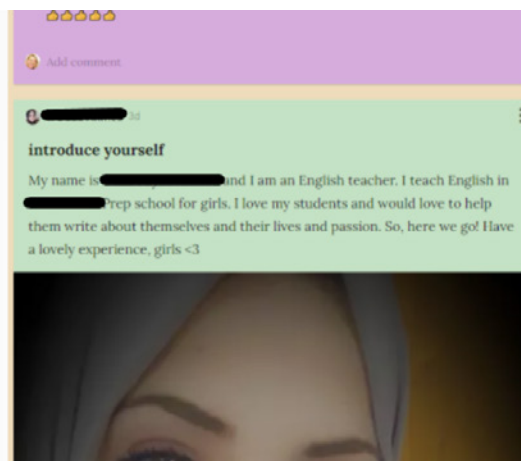 Add comment
3d
introduce yourself
My name is and I am an English teacher. I teach English in
Prep school for girls. I love my students and would love to help
them write about themselves and their lives and passion. So, here we go! Have
a lovely experience, girls <3